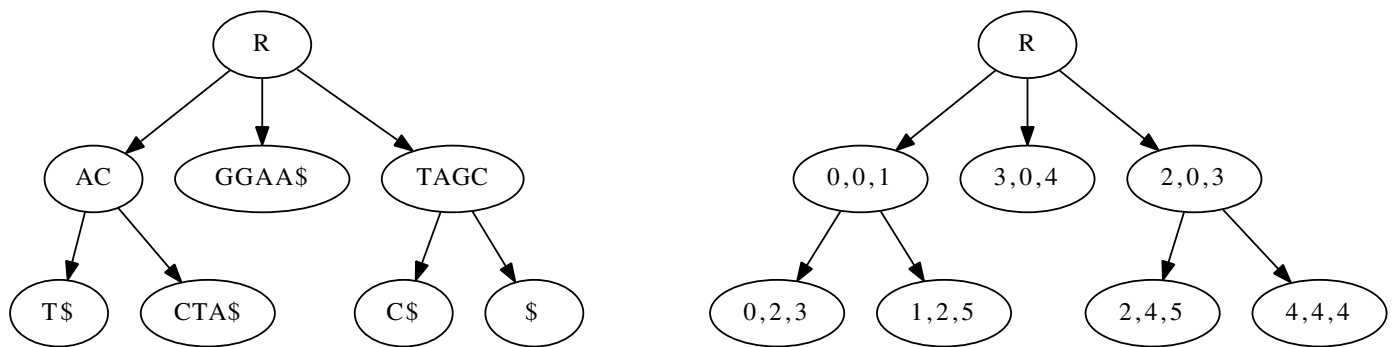 R
AC GGAA$ TAGC
T$ CTA$ C$ $
R
0,0,1 3,0,4 2,0,3
0,2,3 1,2,5 2,4,5 4,4,4